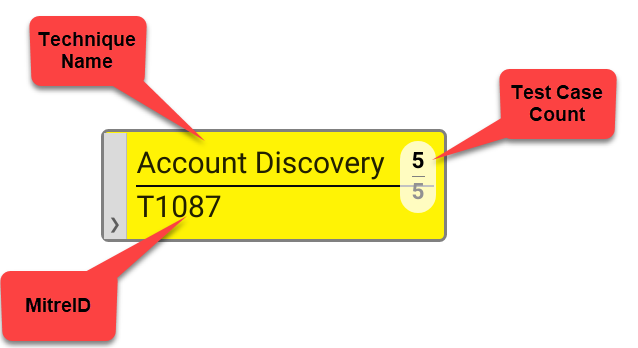 Technique
Name
Test Case
Count
Account Discovery
5
5
T1087
❯
MitreID